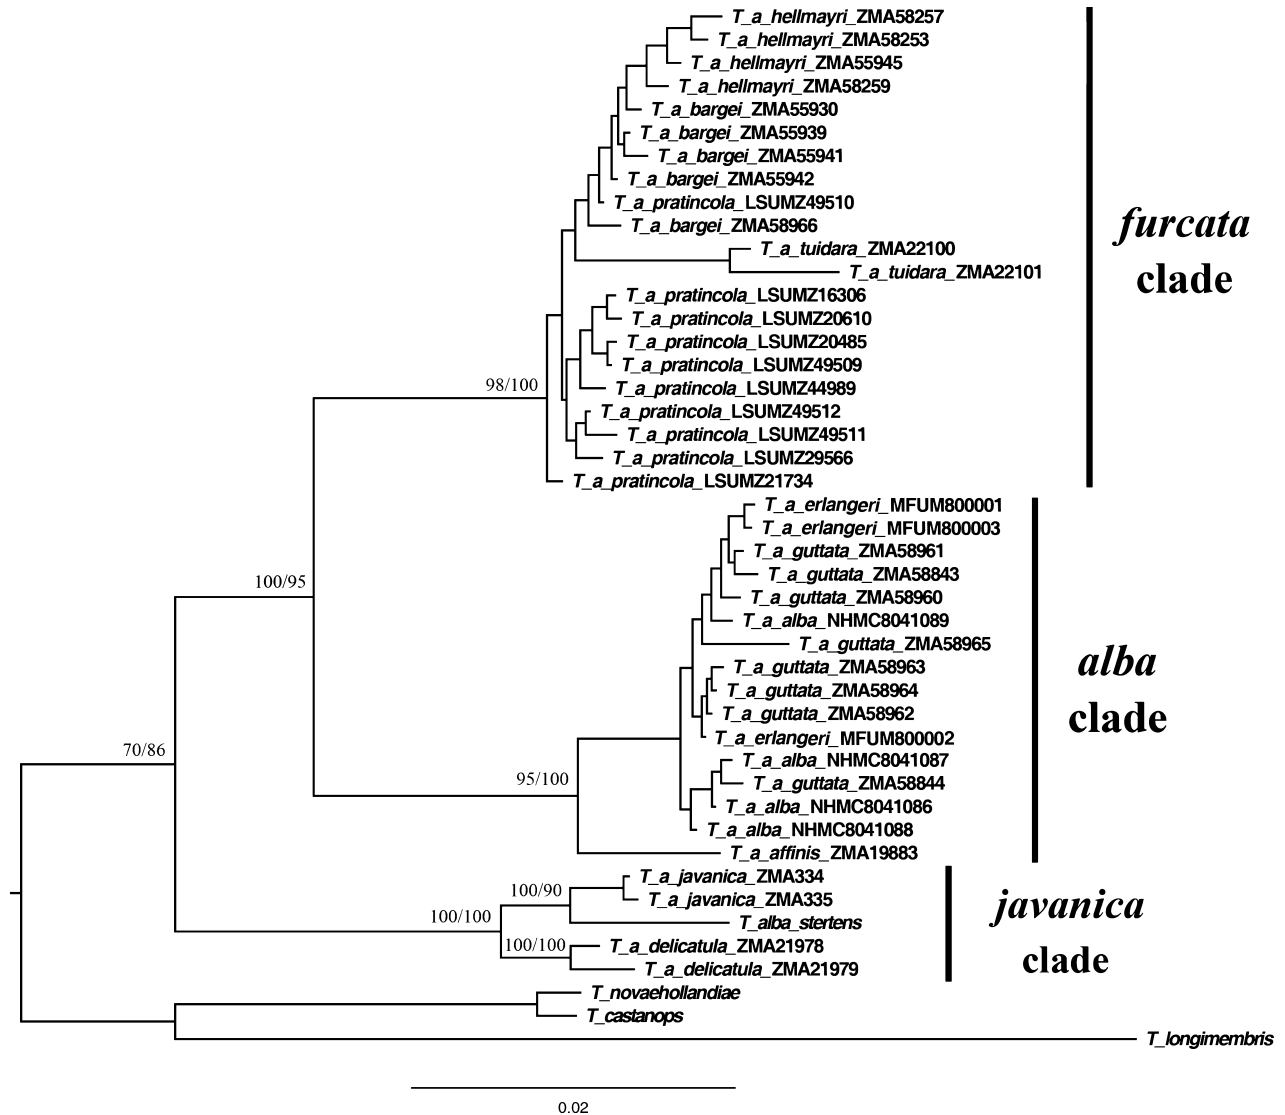 T_a_hellmayri_ZMA58257
T_a_hellmayri_ZMA58253
T_a_hellmayri_ZMA55945
T_a_hellmayri_ZMA58259
T_a_bargei_ZMA55930
T_a_bargei_ZMA55939
T_a_bargei_ZMA55941
T_a_bargei_ZMA55942
T_a_pratincola_LSUMZ49510
T_a_bargei_ZMA58966
T_a_tuidara_ZMA22100
T_a_tuidara_ZMA22101
T_a_pratincola_LSUMZ16306
T_a_pratincola_LSUMZ20610
T_a_pratincola_LSUMZ20485
T_a_pratincola_LSUMZ49509
T_a_pratincola_LSUMZ44989
T_a_pratincola_LSUMZ49512
T_a_pratincola_LSUMZ49511
T_a_pratincola_LSUMZ29566
T_a_pratincola_LSUMZ21734
furcata
clade
98/100
T_a_erlangeri_MFUM800001
T_a_erlangeri_MFUM800003
T_a_guttata_ZMA58961
T_a_guttata_ZMA58843
T_a_guttata_ZMA58960
T_a_alba_NHMC8041089
T_a_guttata_ZMA58965
T_a_guttata_ZMA58963
T_a_guttata_ZMA58964
T_a_guttata_ZMA58962
T_a_erlangeri_MFUM800002
T_a_alba_NHMC8041087
T_a_guttata_ZMA58844
T_a_alba_NHMC8041086
T_a_alba_NHMC8041088
T_a_affinis_ZMA19883
alba
clade
100/95
70/86
95/100
T_a_javanica_ZMA334
T_a_javanica_ZMA335
T_alba_stertens
T_a_delicatula_ZMA21978
T_a_delicatula_ZMA21979
javanica
clade
100/90
100/100
100/100
T_novaehollandiae
T_castanops
T_longimembris
0.02